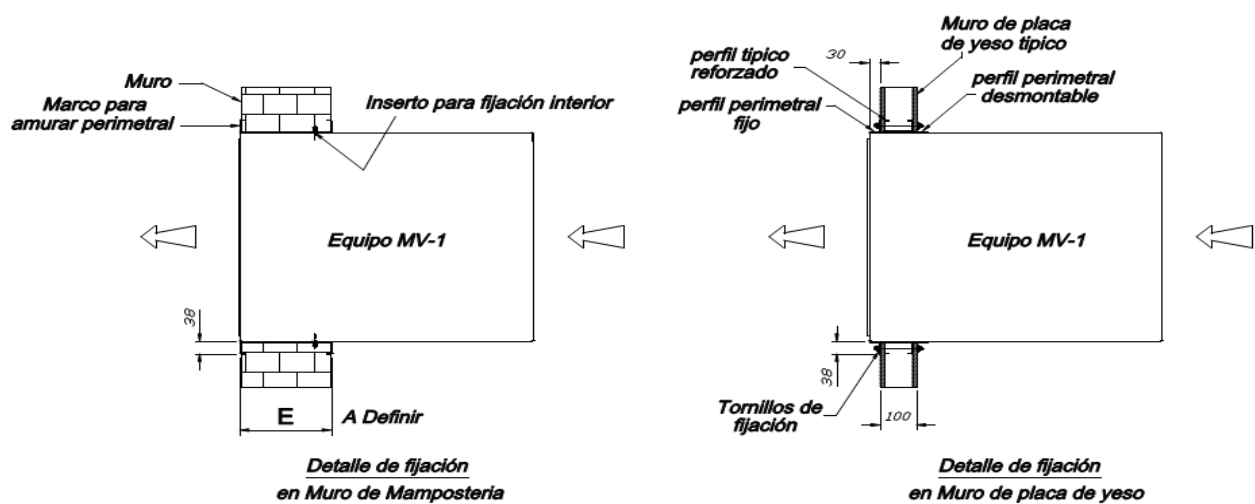 Muro
Marco para
amurar perimetral
Inserto para fijación interior
Equipo MV-1
38
E
A Definir
Detalle de fijación
en Muro de Mamposteria
Muro de placa
de yeso tipico
30
perfil tipico
reforzado
perfil perimetral
desmontable
perfil perimetral
fijo
Equipo MV-1
38
Tornillos de
fijación
100
Detalle de fijación
en Muro de placa de yeso